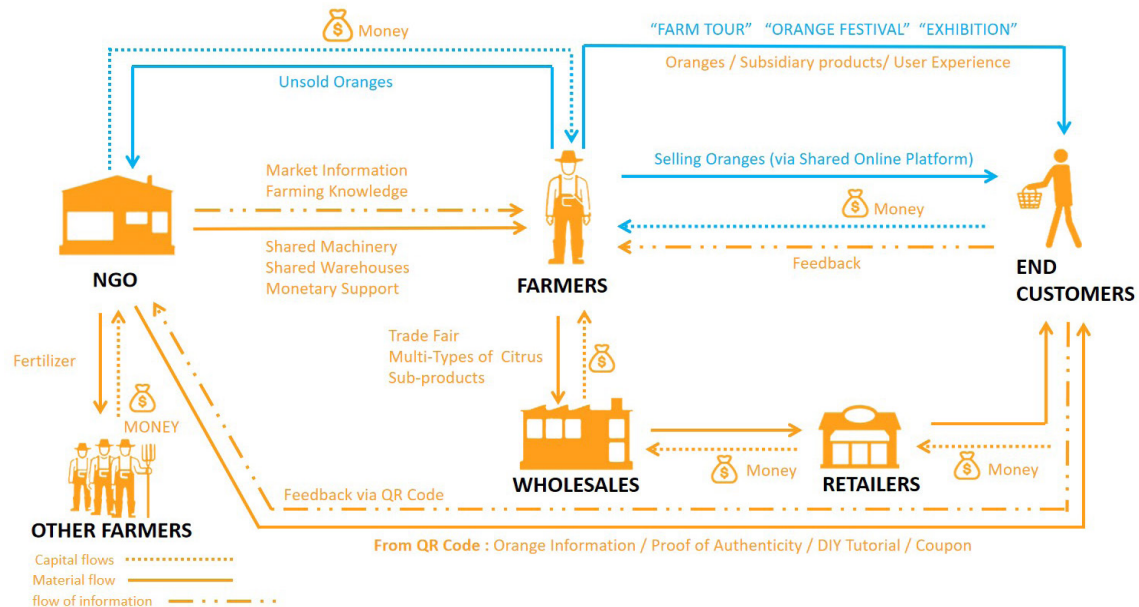 Money
"FARM TOUR" "ORANGE FESTIVAL" "EXHIBITION"
Oranges / Subsidiary products/ User Experience
Unsold Oranges
Market Information
Farming Knowledge
Selling Oranges (via Shared Online Platform)
$ Money
Shared Machinery
Shared Warehouses
Monetary Support
Feedback
NGO
FARMERS
END
CUSTOMERS
Fertilizer
$
MONEY
Trade Fair
Multi-Types of Citrus
Sub-products
$
$ Money
$ Money
WHOLESALES
RETAILERS
Feedback via QR Code
OTHER FARMERS
From QR Code : Orange Information / Proof of Authenticity / DIY Tutorial / Coupon
Capital flows
Material flow
flow of information